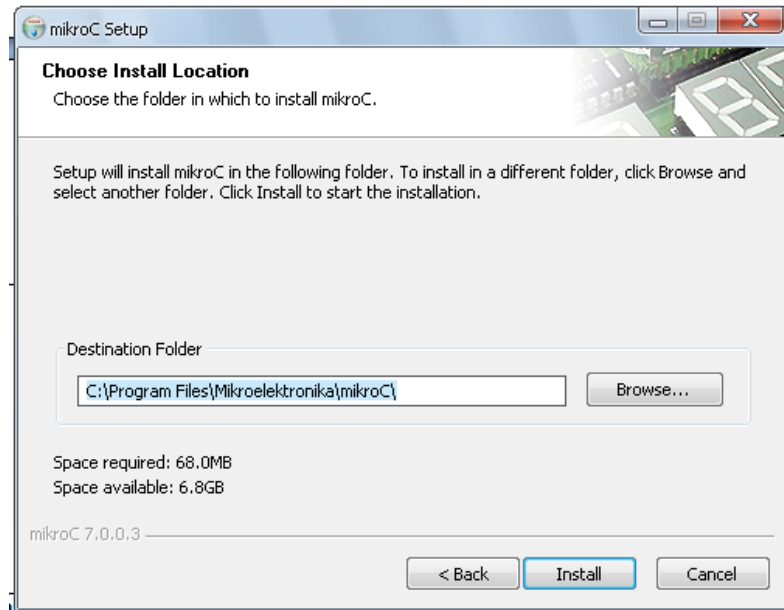 mikroC Setup
Choose Install Location
Choose the folder in which to install mikroC.
Setup will install mikroC in the following folder. To install in a different folder, click Browse and
select another folder. Click Install to start the installation.
Destination Folder
C:\Program Files\Mikroelektronika\mikroC\
Browse...
Space required: 68.0MB
Space available: 6.8GB
mikroC 7.0.0.3
< Back Install Cancel